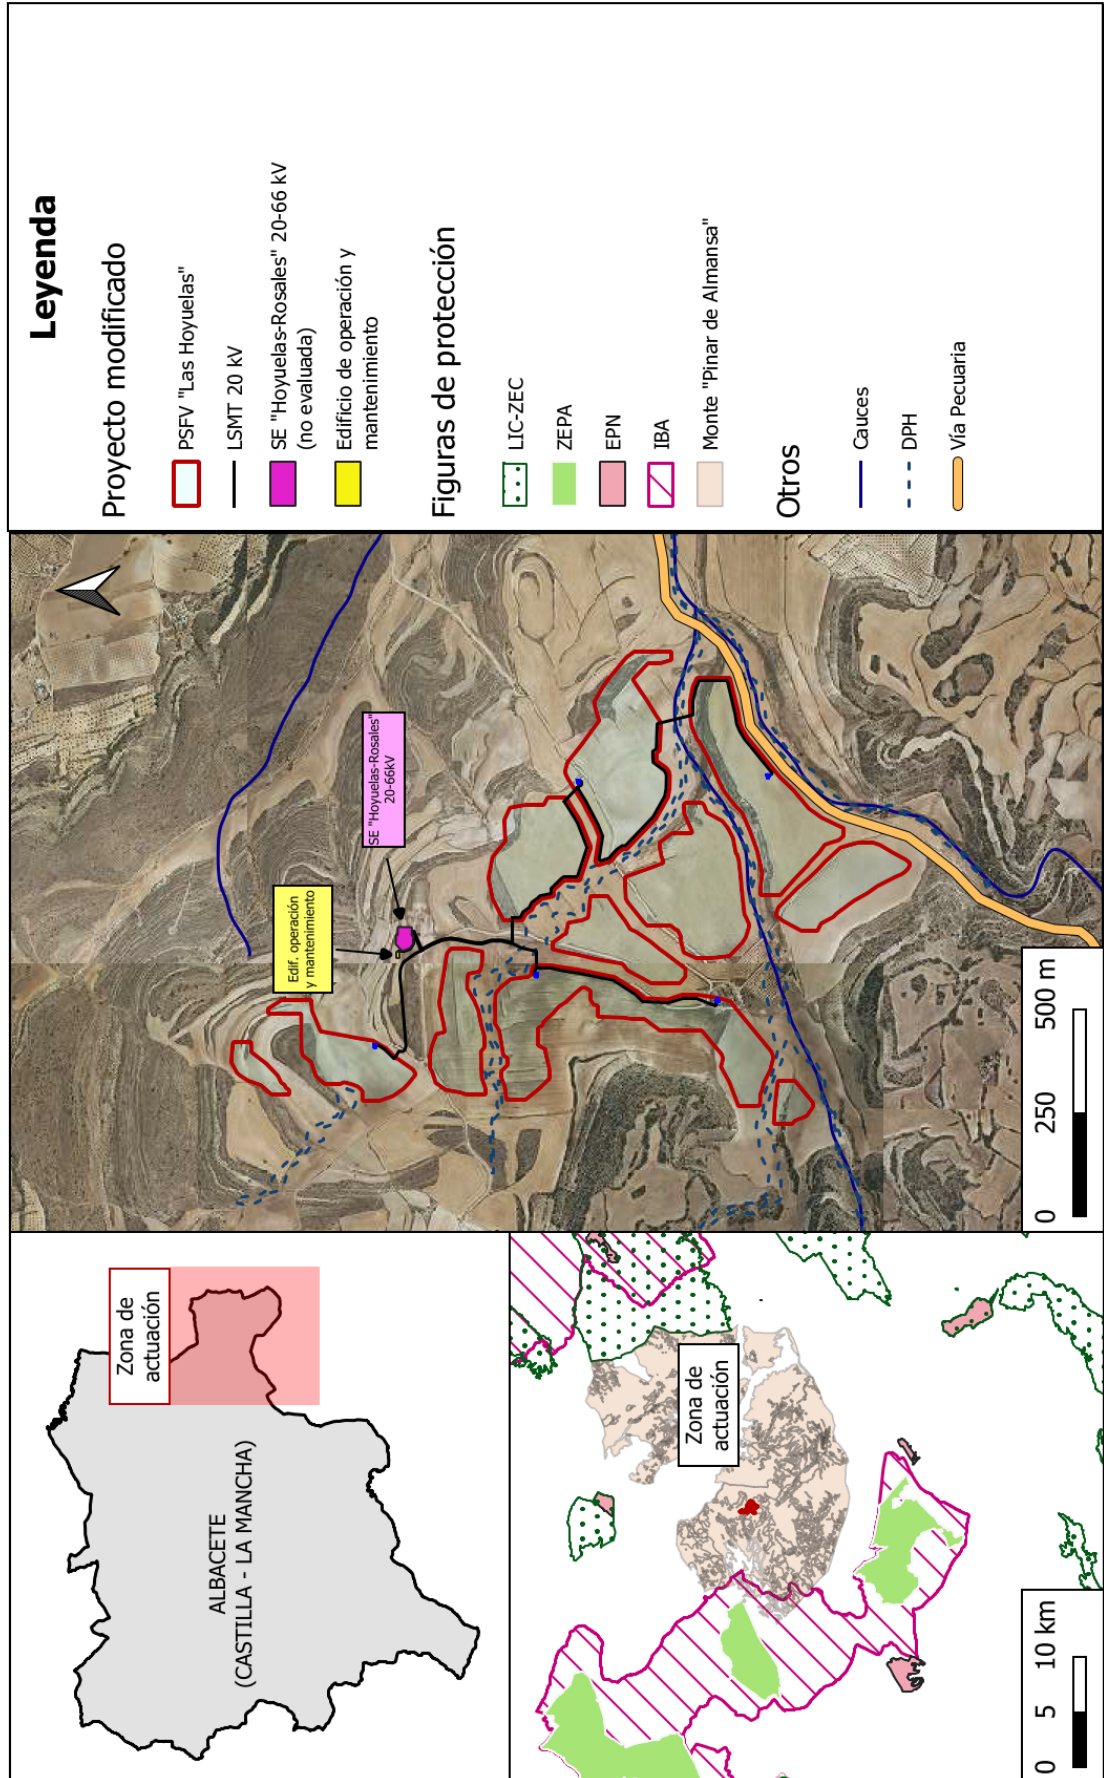 ALBACETE
(CASTILLA - LA MANCHA)
Zona de
actuación
Zona de
actuación
0 5 10 km
Edif. operación
y mantenimiento
SE "Hoyuelas-Rosales"
20-66kV
0 250 500 m
Leyenda
Proyecto modificado
PSFV "Las Hoyuelas"
LSMT 20 kV
SE "Hoyuelas-Rosales" 20-66 kV
(no evaluada)
Edificio de operación y
mantenimiento
Figuras de protección
LIC-ZEC
ZEPA
EPN
IBA
Monte "Pinar de Almansa"
Otros
Cauces
DPH
Vía Pecuaria